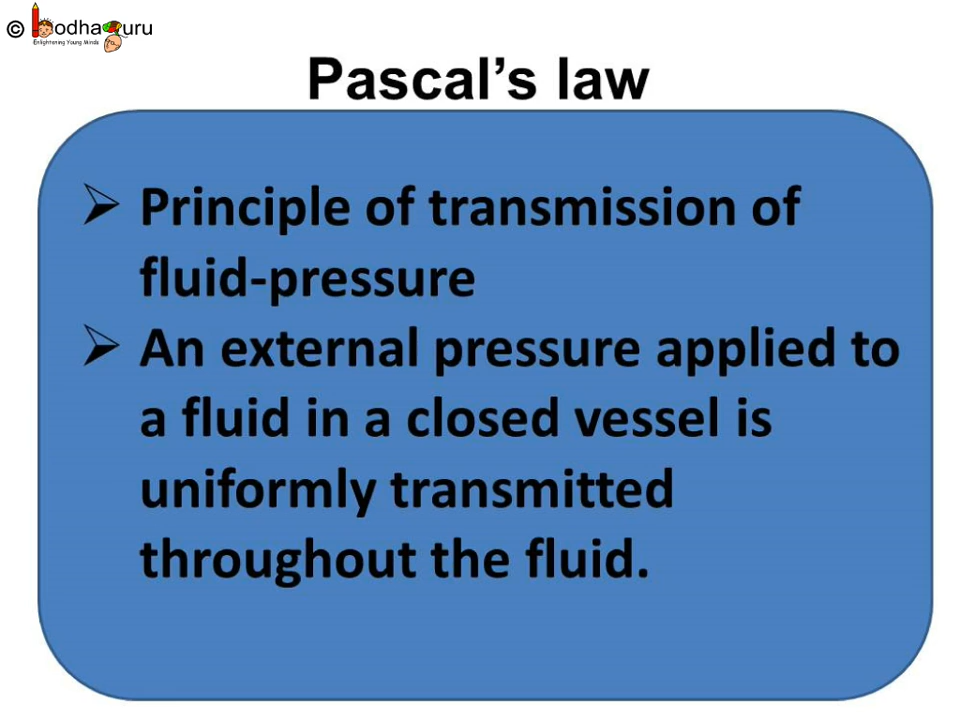 © BodhaGuru
Enlightening Young Minds
Pascal’s law
➢ Principle of transmission of
fluid-pressure
➢ An external pressure applied to
a fluid in a closed vessel is
uniformly transmitted
throughout the fluid.